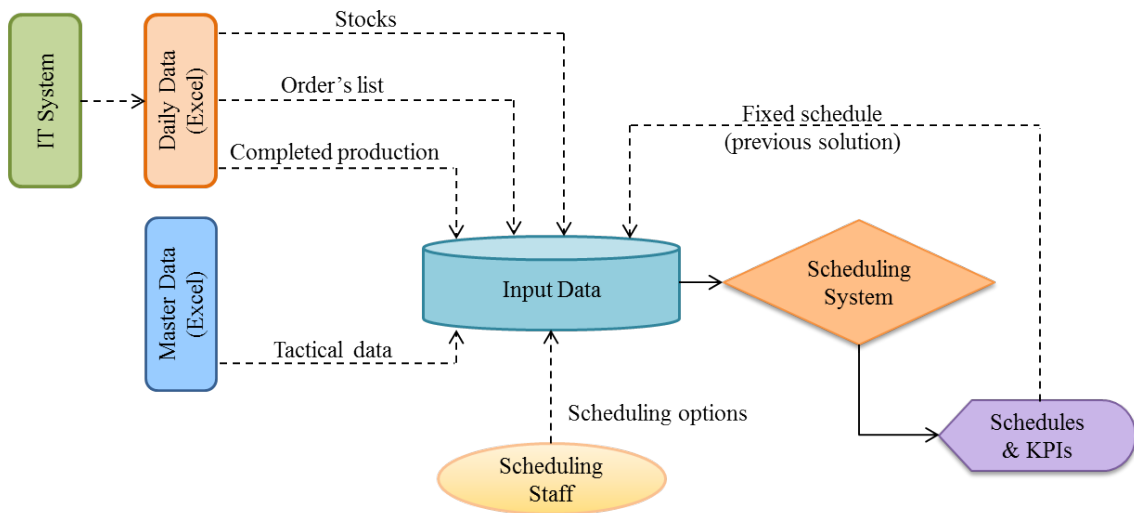 IT System
Daily Data
(Excel)
Stocks
Order’s list
Completed production
Fixed schedule
(previous solution)
Master Data
(Excel)
Tactical data
Input Data
Scheduling
System
Scheduling options
Scheduling
Staff
Schedules
& KPIs